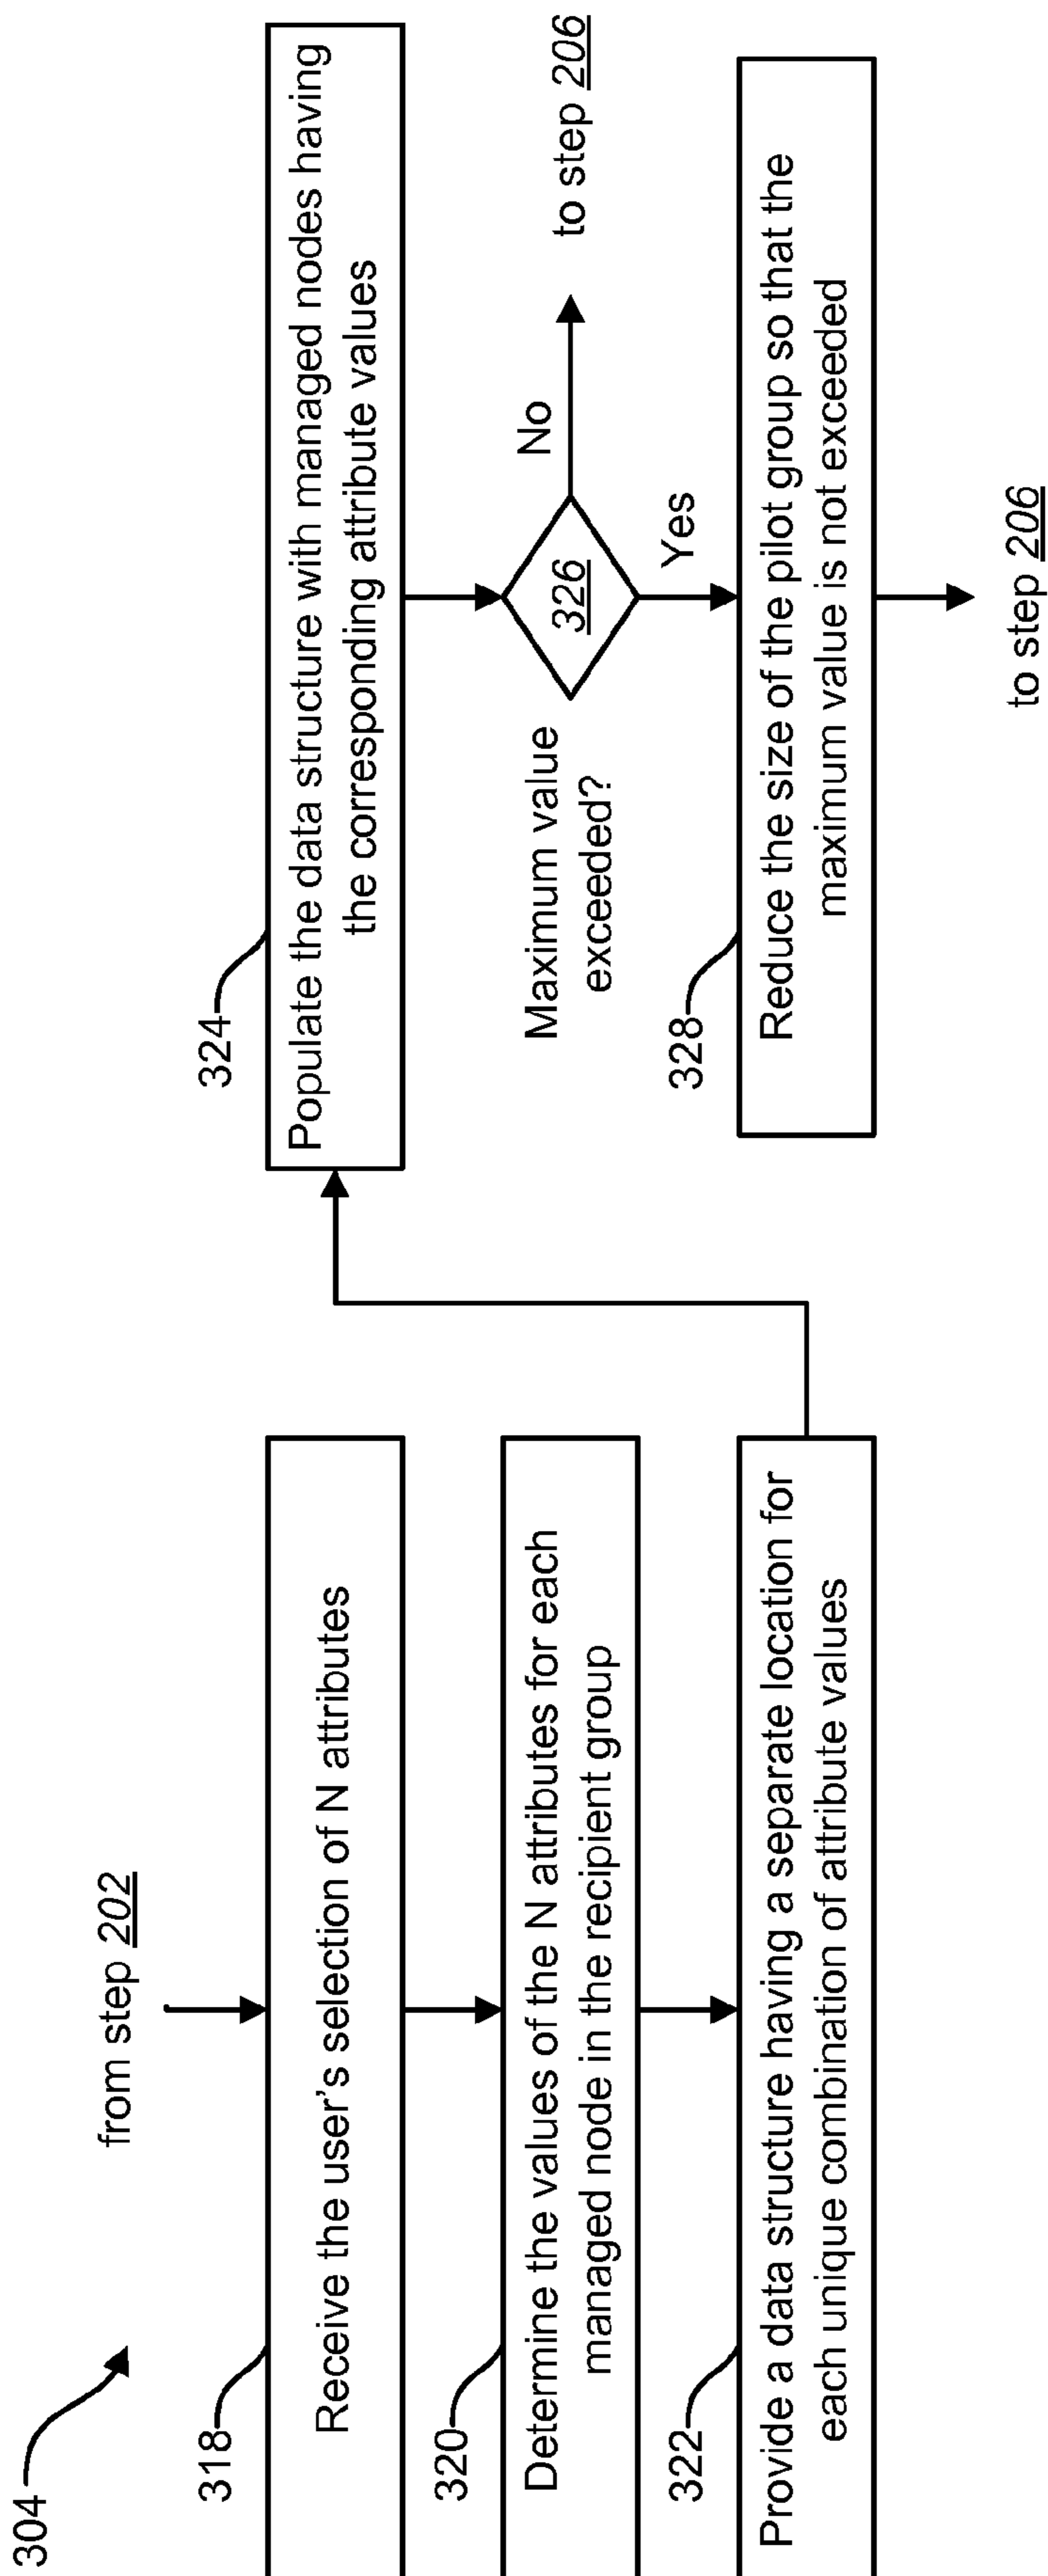 304
from step 202
318
Receive the user's selection of N attributes
320
Determine the values of the N attributes for each
managed node in the recipient group
322
Provide a data structure having a separate location for
each unique combination of attribute values
324
Populate the data structure with managed nodes having
the corresponding attribute values
Maximum value
exceeded?
326
No
to step 206
Yes
328
Reduce the size of the pilot group so that the
maximum value is not exceeded
to step 206